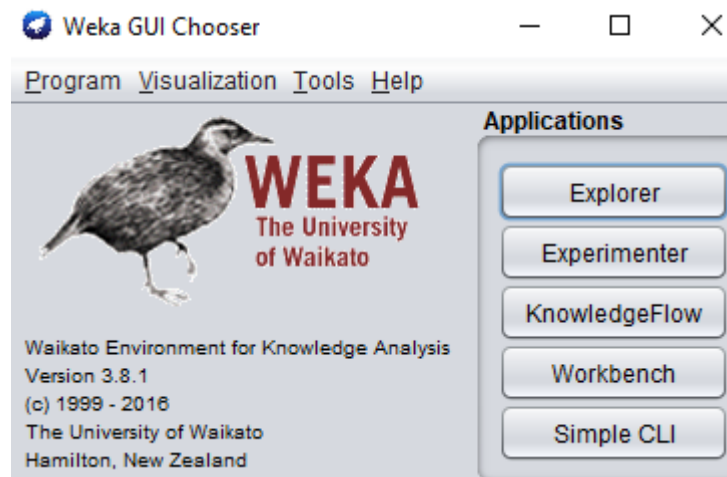 Weka GUI Chooser
Program Visualization Tools Help
WEKA
The University
of Waikato
Waikato Environment for Knowledge Analysis
Version 3.8.1
(c) 1999 - 2016
The University of Waikato
Hamilton, New Zealand
Applications
Explorer
Experimenter
KnowledgeFlow
Workbench
Simple CLI